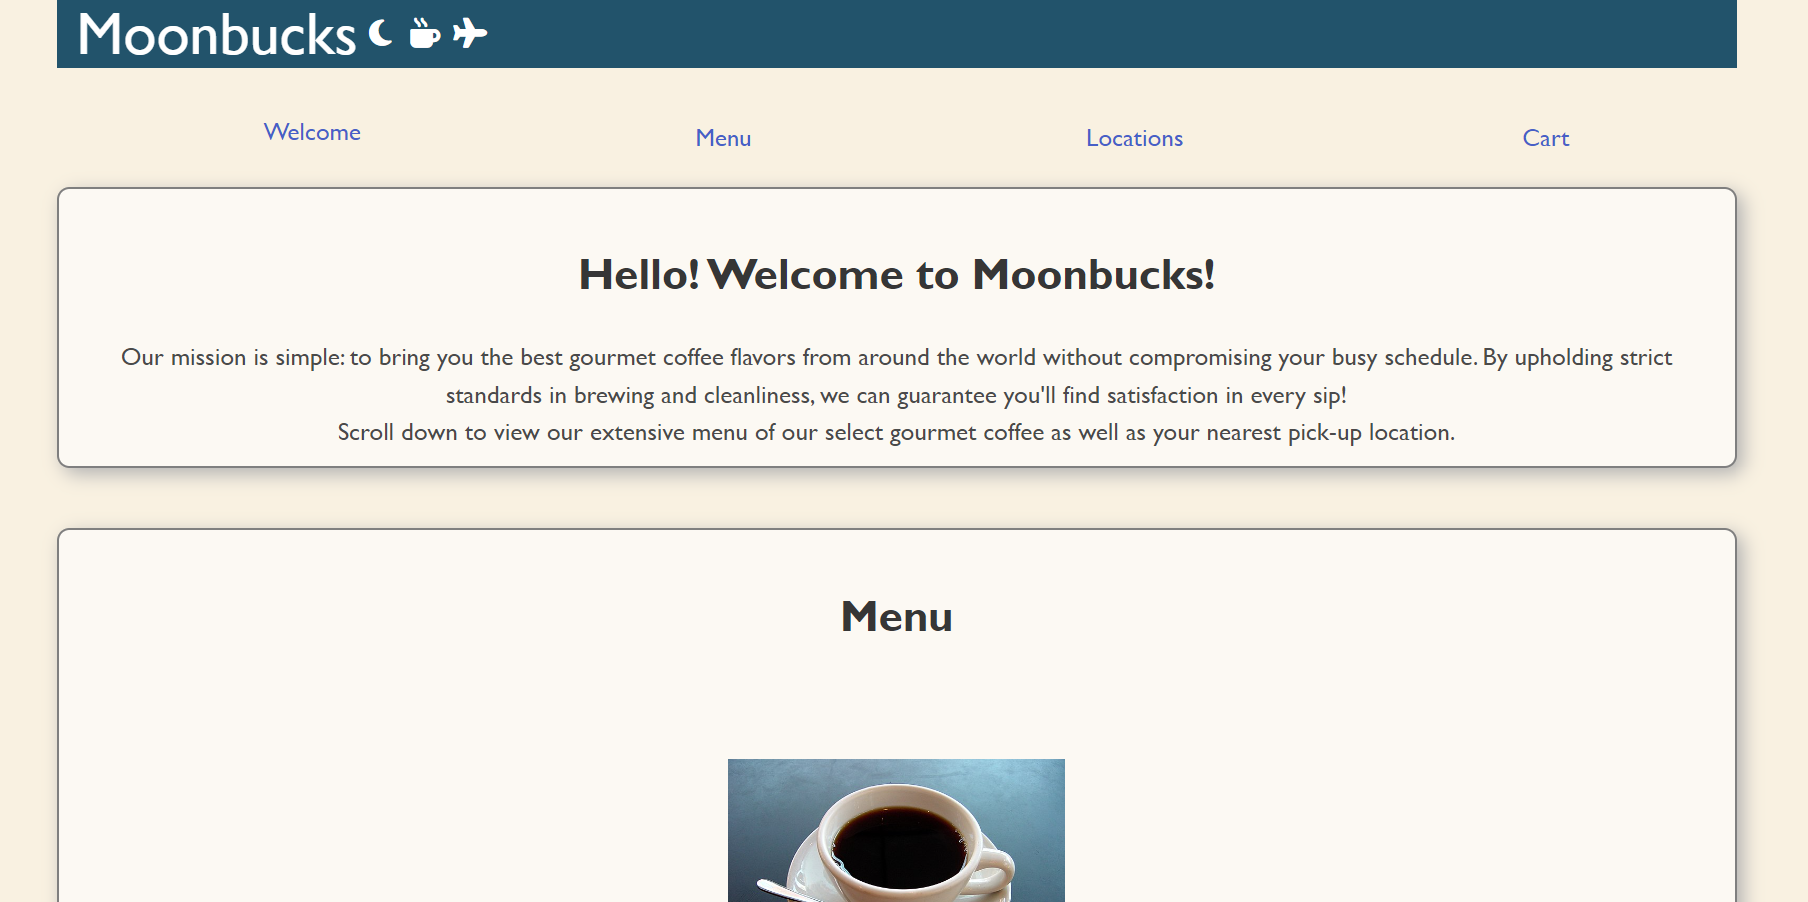 Moonbucks
Welcome
Menu
Locations
Cart
Hello! Welcome to Moonbucks!
Our mission is simple: to bring you the best gourmet coffee flavors from around the world without compromising your busy schedule. By upholding strict
standards in brewing and cleanliness, we can guarantee you'll find satisfaction in every sip!
Scroll down to view our extensive menu of our select gourmet coffee as well as your nearest pick-up location.
Menu